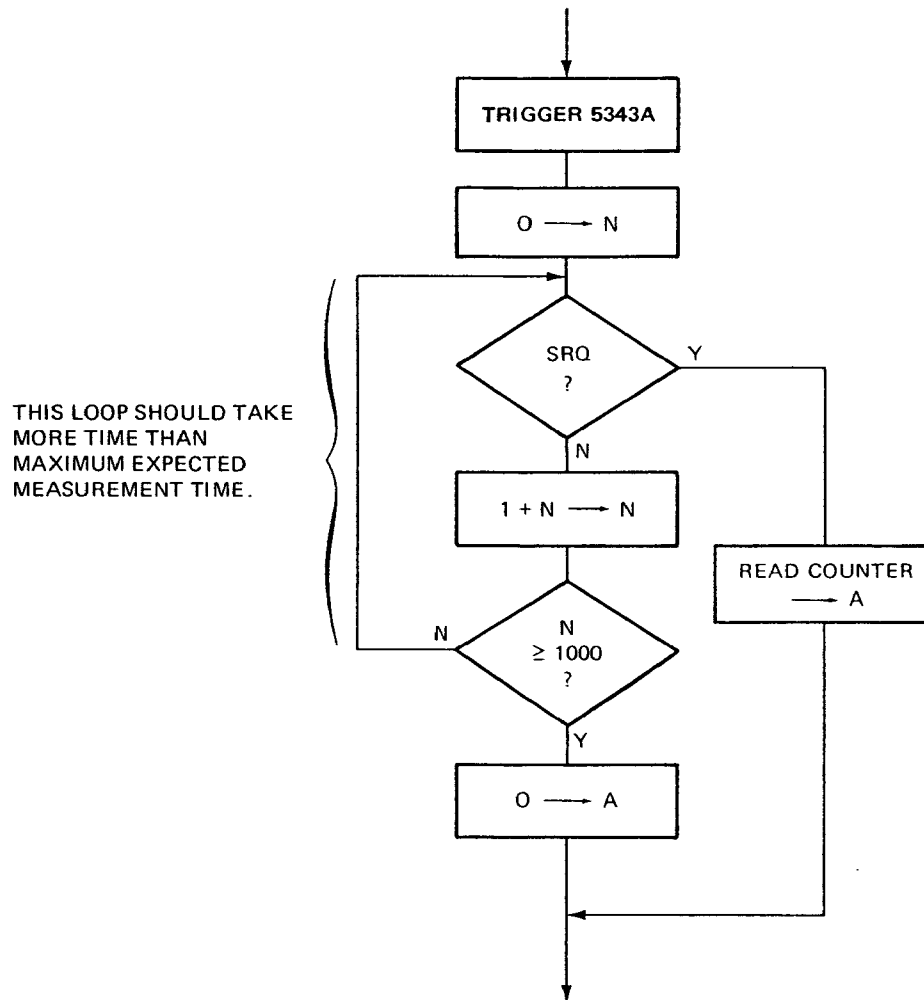 TRIGGER 5343A
O → N
SRQ
?
Y
N
THIS LOOP SHOULD TAKE
MORE TIME THAN
MAXIMUM EXPECTED
MEASUREMENT TIME.
1 + N → N
READ COUNTER
→ A
N
N
≥ 1000
?
Y
O → A